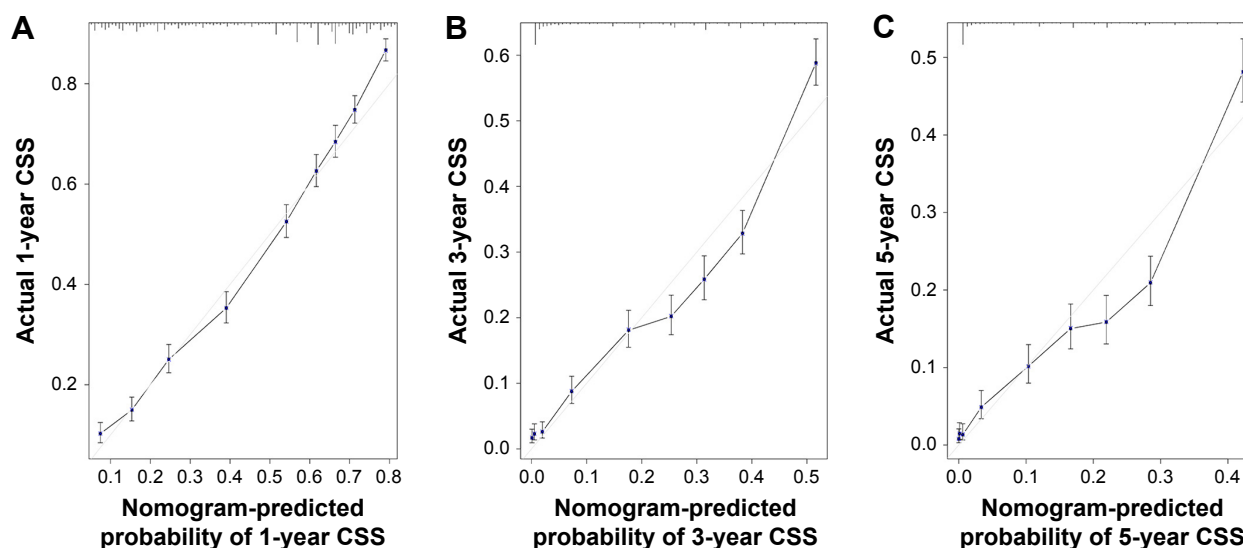 A
Actual 1-year CSS
0.8
0.6
0.4
0.2
0.1 0.2 0.3 0.4 0.5 0.6 0.7 0.8
Nomogram-predicted
probability of 1-year CSS
B
Actual 3-year CSS
0.6
0.5
0.4
0.3
0.2
0.1
0.0
0.0 0.1 0.2 0.3 0.4 0.5
Nomogram-predicted
probability of 3-year CSS
C
Actual 5-year CSS
0.5
0.4
0.3
0.2
0.1
0.0
0.0 0.1 0.2 0.3 0.4
Nomogram-predicted
probability of 5-year CSS